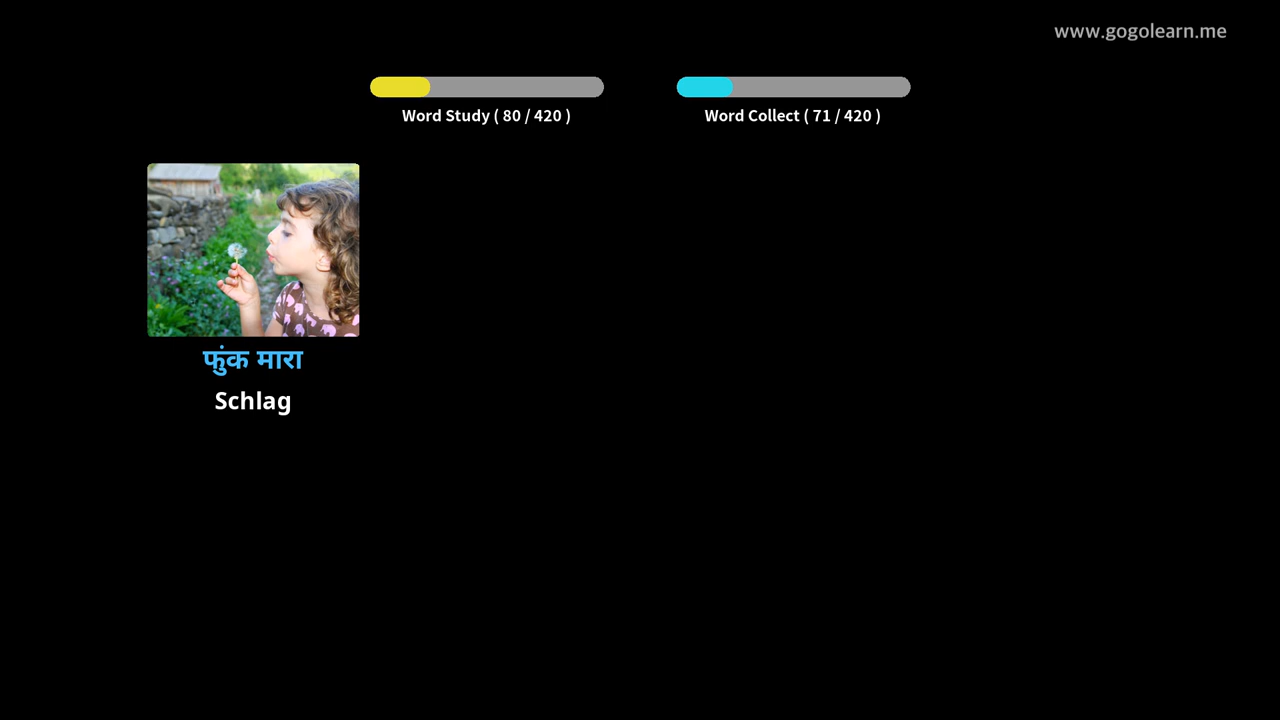 www.gogolearn.me
Word Study ( 80 / 420 )
Word Collect ( 71 / 420 )
फुंक मारा
Schlag